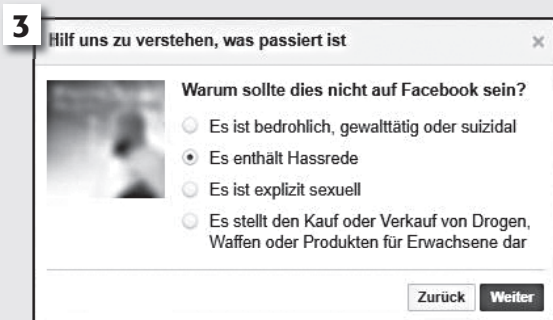 3
Hilf uns zu verstehen, was passiert ist
Warum sollte dies nicht auf Facebook sein?
Es ist bedrohlich, gewalttätig oder suizidal
Es enthält Hassrede
Es ist explizit sexuell
Es stellt den Kauf oder Verkauf von Drogen,
Waffen oder Produkten für Erwachsene dar
Zurück Weiter